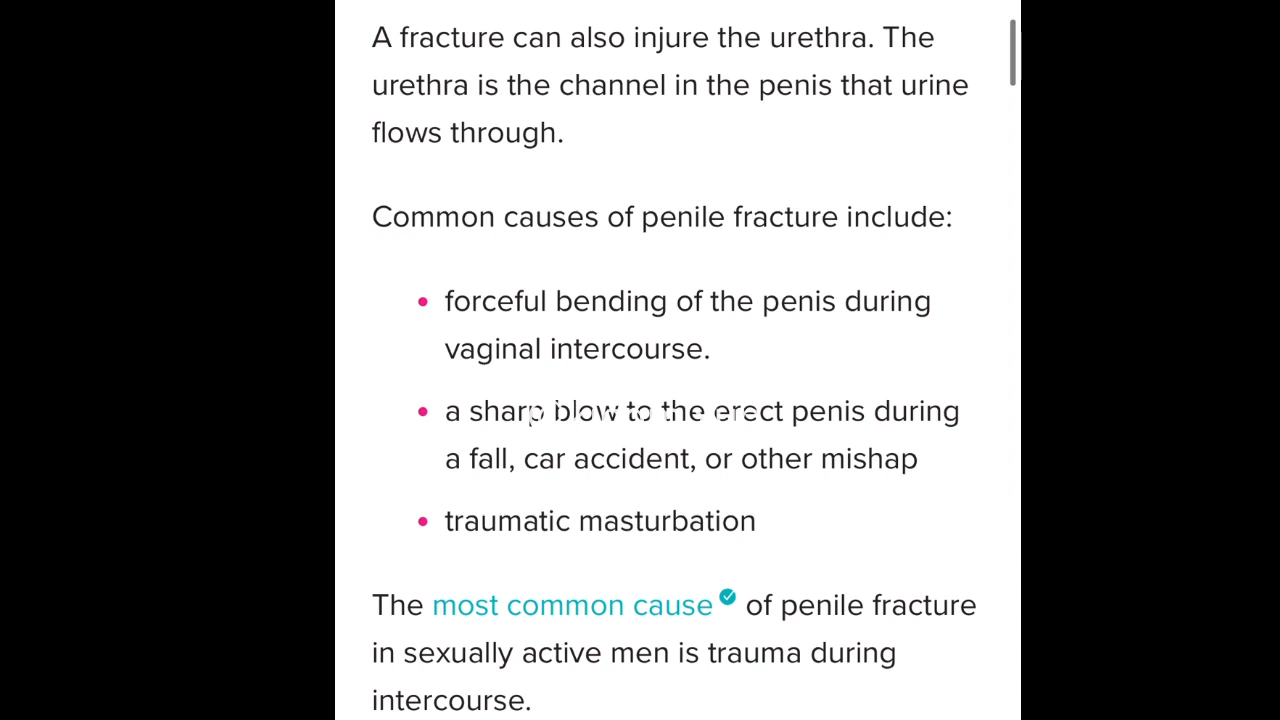 A fracture can also injure the urethra. The
urethra is the channel in the penis that urine
flows through.
Common causes of penile fracture include:
• forceful bending of the penis during
vaginal intercourse.
• a sharp blow to the erect penis during
a fall, car accident, or other mishap
• traumatic masturbation
The most common cause of penile fracture
in sexually active men is trauma during
intercourse.